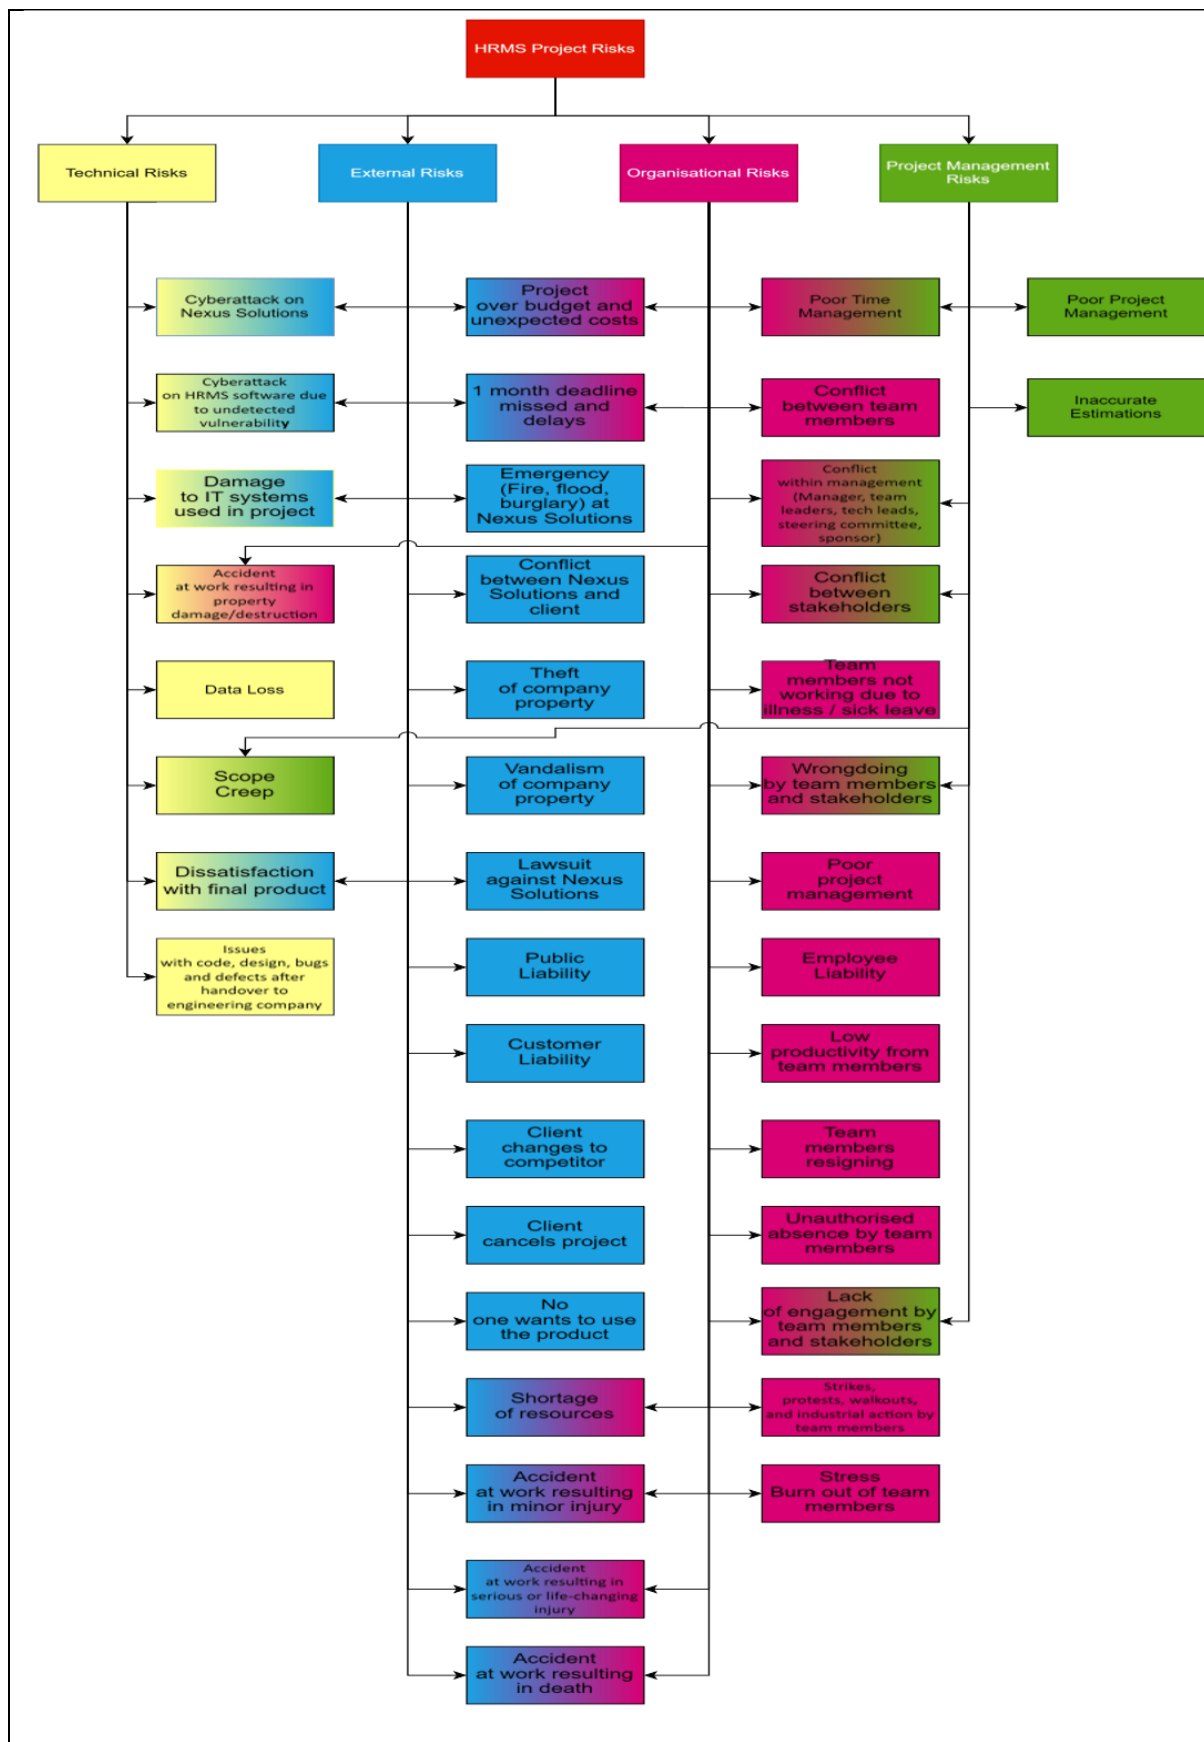 HRMS Project Risks
Technical Risks
External Risks
Organisational Risks
Project Management
Risks
Cyberattack on
Nexus Solutions
Cyberattack
on HRMS software due
to undetected
vulnerability
Damage
to IT systems
used in project
Accident
at work resulting in
property
damage/destruction
Data Loss
Scope
Creep
Dissatisfaction
with final product
Issues
with code, design, bugs
and defects after
handover to
engineering company
Project
over budget and
unexpected costs
1 month deadline
missed and
delays
Emergency
(Fire, flood,
burglary) at
Nexus Solutions
Conflict
between Nexus
Solutions and
client
Theft
of company
property
Vandalism
of company
property
Lawsuit
against Nexus
Solutions
Public
Liability
Customer
Liability
Client
changes to
competitor
Client
cancels project
No
one wants to use
the product
Shortage
of resources
Accident
at work resulting
in minor injury
Accident
at work resulting in
serious or life-changing
injury
Accident
at work resulting
in death
Poor Time
Management
Conflict
between team
members
Conflict
within management
(Manager, team
leaders, tech leads,
steering committee,
sponsor)
Conflict
between
stakeholders
Team
members not
working due to
illness / sick leave
Wrongdoing
by team members
and stakeholders
Poor
project
management
Employee
Liability
Low
productivity from
team members
Team
members
resigning
Unauthorised
absence by team
members
Lack
of engagement by
team members
and stakeholders
Strikes,
protests, walkouts,
and industrial action by
team members
Stress
Burn out of team
members
Poor Project
Management
Inaccurate
Estimations